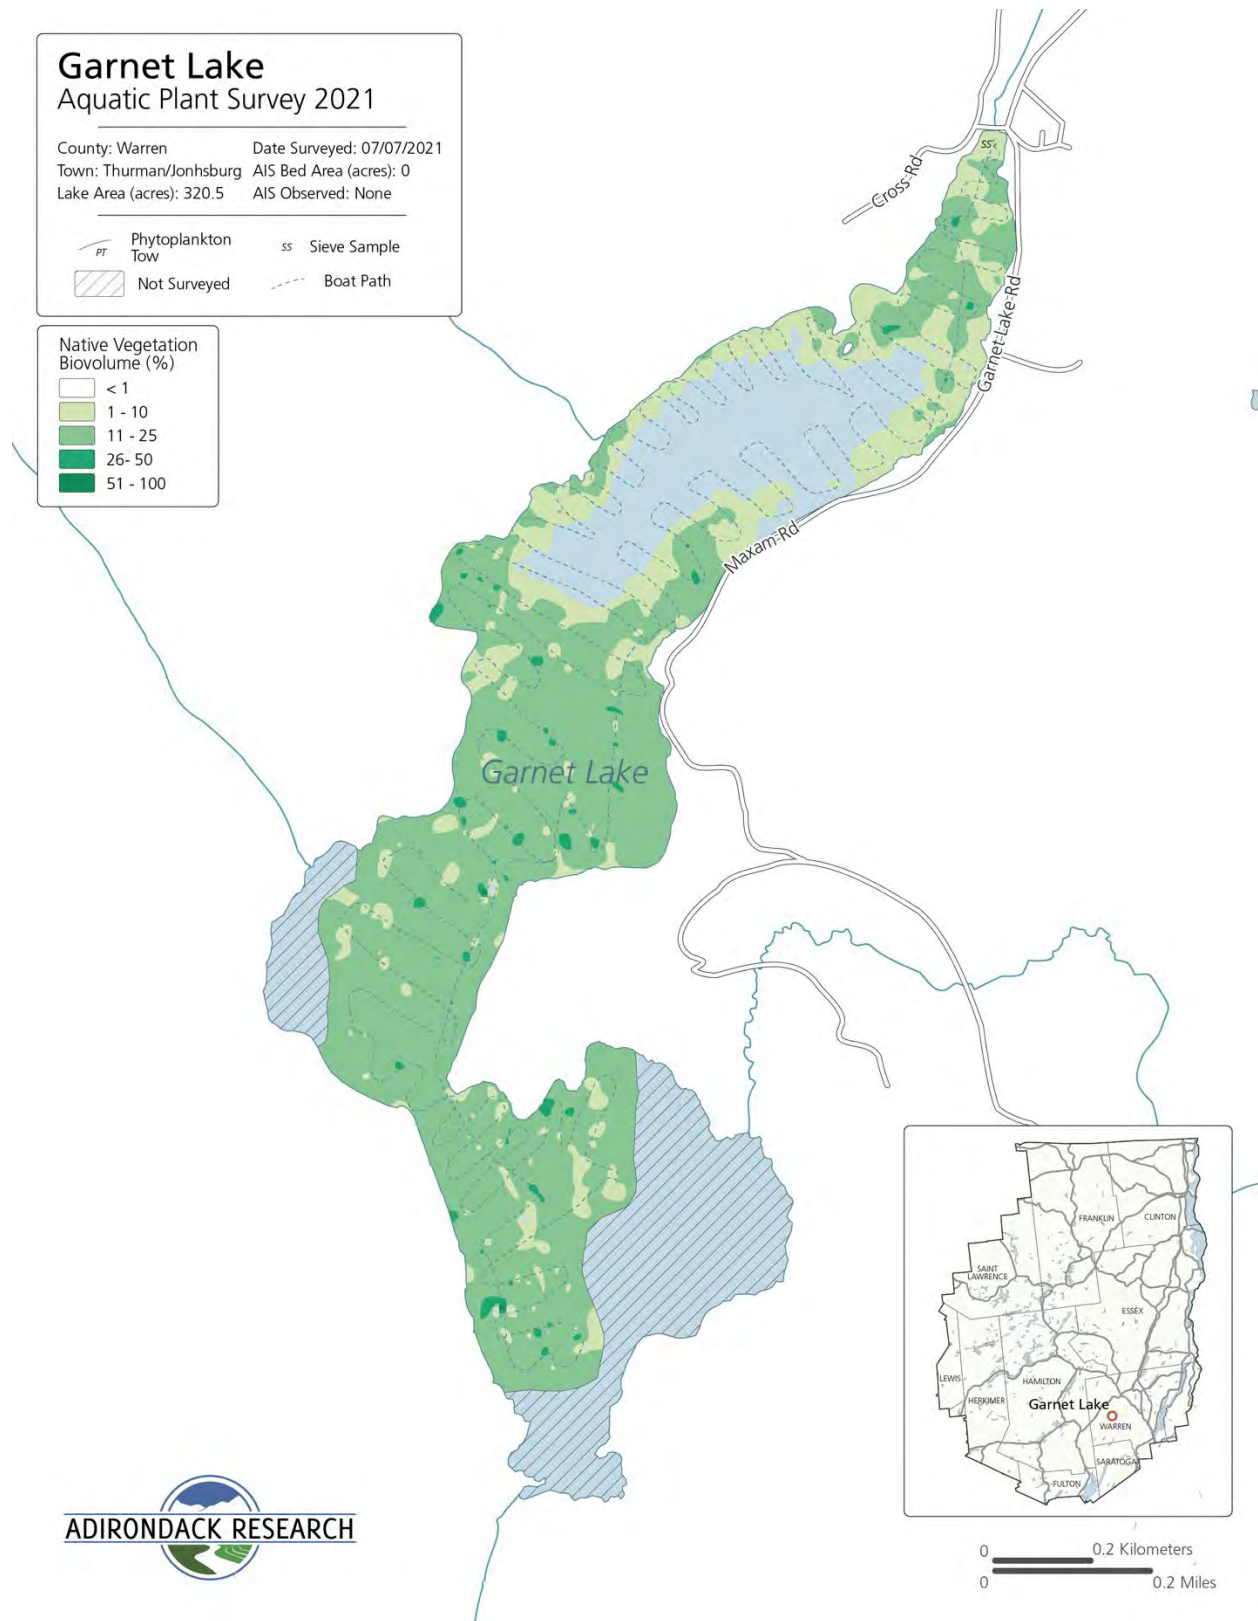 Garnet Lake
Aquatic Plant Survey 2021
County: Warren
Date Surveyed: 07/07/2021
Town: Thurman/Jonhsburg
AIS Bed Area (acres): 0
Lake Area (acres): 320.5
AIS Observed: None
PT
Phytoplankton
Tow
SS
Sieve Sample
Not Surveyed
Boat Path
Native Vegetation
Biovolume (%)
< 1
1 - 10
11 - 25
26- 50
51 - 100
SS
Cross-Rd
Garnet-Lake-Rd
Maxam-Rd
Garnet Lake
FRANKLIN
CLINTON
SAINT
LAWRENCE
ESSEX
LEWIS
HAMILTON
HERKIMER
Garnet Lake
WARREN
SARATOGA
FULTON
ADIRONDACK RESEARCH
0
0.2 Kilometers
0
0.2 Miles